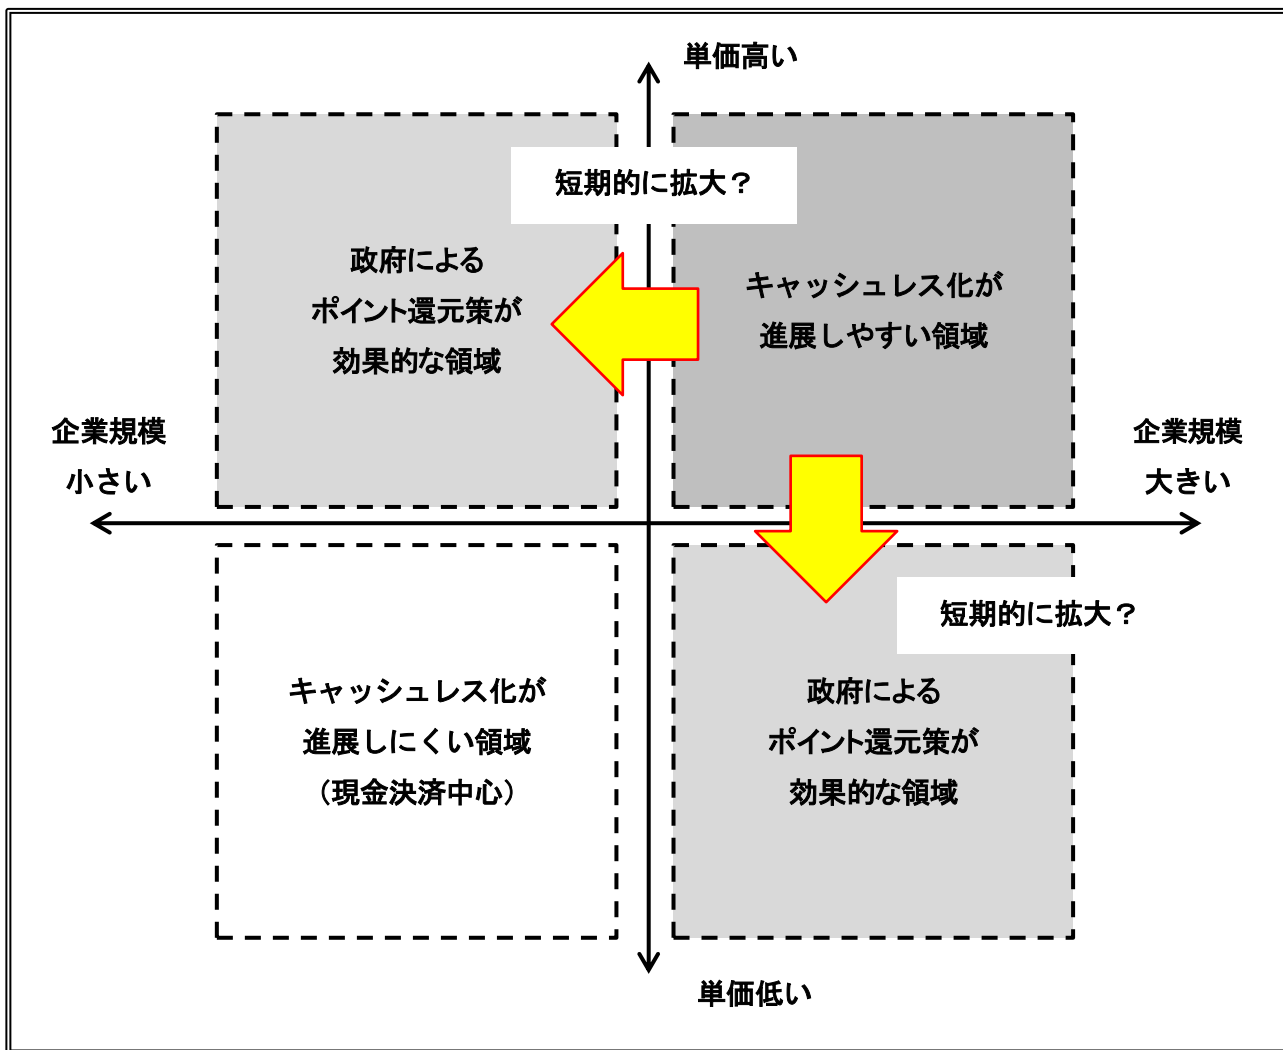 単価高い
短期的に拡大？
政府による
ポイント還元策が
効果的な領域
キャッシュレス化が
進展しやすい領域
企業規模
小さい
企業規模
大きい
短期的に拡大？
キャッシュレス化が
進展しにくい領域
（現金決済中心）
政府による
ポイント還元策が
効果的な領域
単価低い